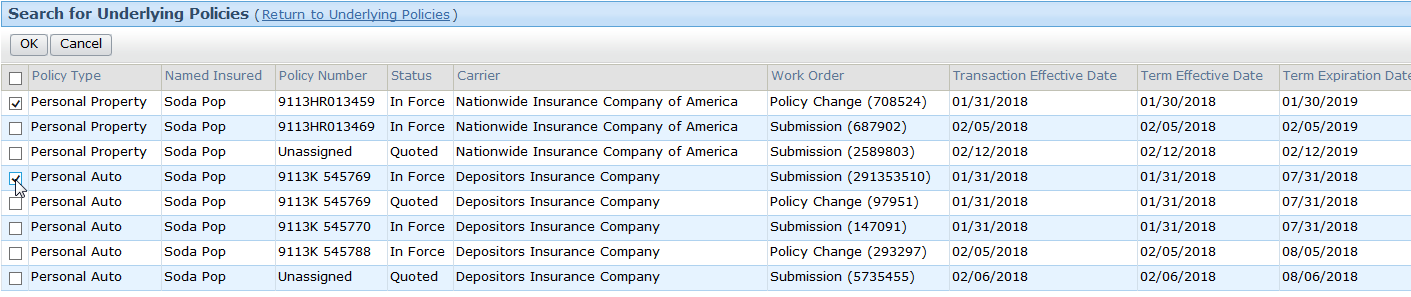 Search for Underlying Policies (Return to Underlying Policies)
OK Cancel
Policy Type Named Insured Policy Number Status Carrier Work Order Transaction Effective Date Term Effective Date Term Expiration Date
Personal Property Soda Pop 9113HR013459 In Force Nationwide Insurance Company of America Policy Change (708524) 01/31/2018 01/30/2018 01/30/2019
Personal Property Soda Pop 9113HR013469 In Force Nationwide Insurance Company of America Submission (687902) 02/05/2018 02/05/2018 02/05/2019
Personal Property Soda Pop Unassigned Quoted Nationwide Insurance Company of America Submission (2589803) 02/12/2018 02/12/2018 02/12/2019
Personal Auto Soda Pop 9113K 545769 In Force Depositors Insurance Company Submission (291353510) 01/31/2018 01/31/2018 07/31/2018
Personal Auto Soda Pop 9113K 545769 Quoted Depositors Insurance Company Policy Change (97951) 01/31/2018 01/31/2018 07/31/2018
Personal Auto Soda Pop 9113K 545770 In Force Depositors Insurance Company Submission (147091) 01/31/2018 01/31/2018 07/31/2018
Personal Auto Soda Pop 9113K 545788 In Force Depositors Insurance Company Policy Change (293297) 02/05/2018 02/05/2018 08/05/2018
Personal Auto Soda Pop Unassigned Quoted Depositors Insurance Company Submission (5735455) 02/06/2018 02/06/2018 08/06/2018